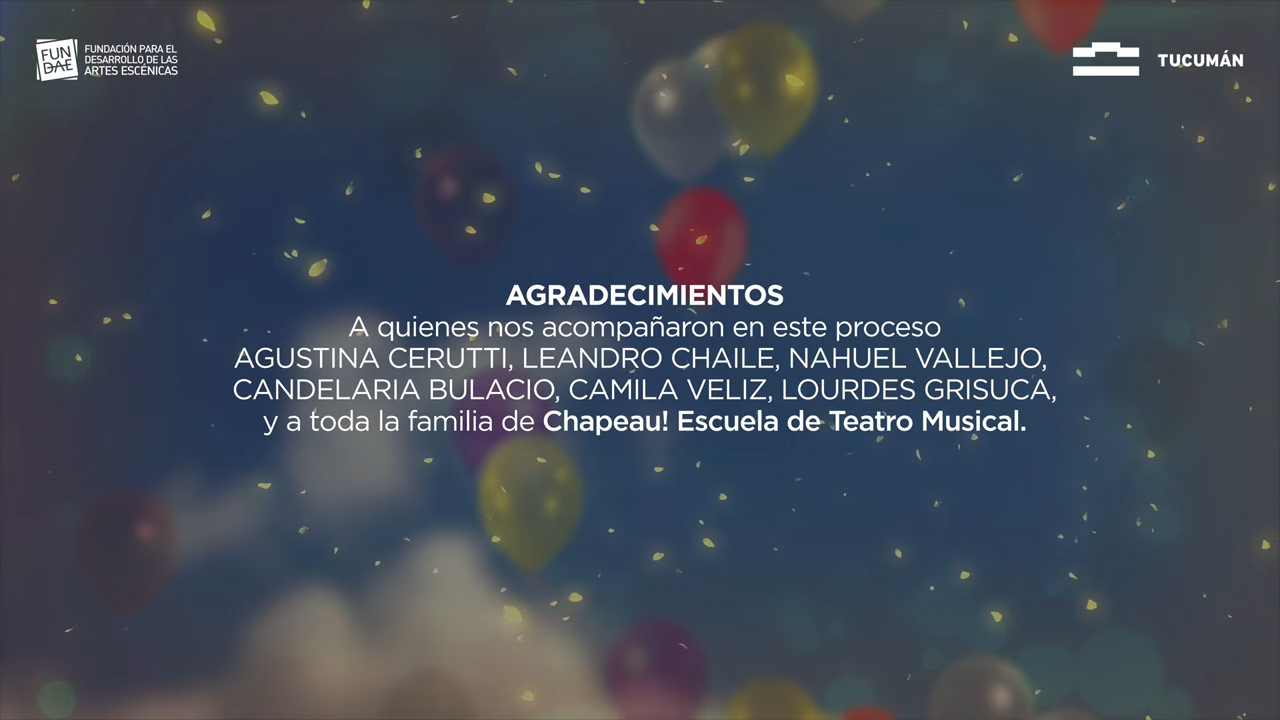 FUN
DAE
FUNDACIÓN PARA EL
DESARROLLO DE LAS
ARTES ESCÉNICAS
TUCUMÁN
AGRADECIMIENTOS
A quienes nos acompañaron en este proceso
AGUSTINA CERUTTI, LEANDRO CHAILE, NAHUEL VALLEJO,
CANDELARIA BULACIO, CAMILA VELIZ, LOURDES GRISUCA,
y a toda la familia de Chapeau! Escuela de Teatro Musical.